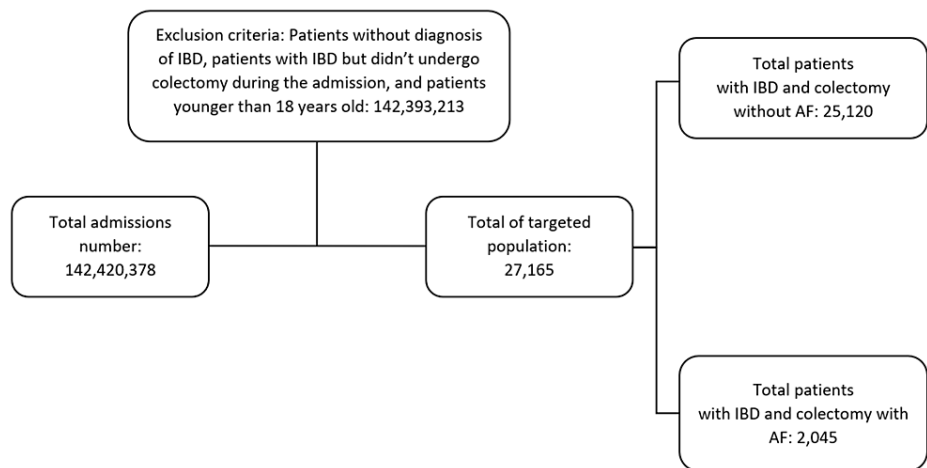 Exclusion criteria: Patients without diagnosis
of IBD, patients with IBD but didn’t undergo
colectomy during the admission, and patients
younger than 18 years old: 142,393,213
Total admissions
number:
142,420,378
Total of targeted
population:
27,165
Total patients
with IBD and colectomy
without AF: 25,120
Total patients
with IBD and colectomy with
AF: 2,045